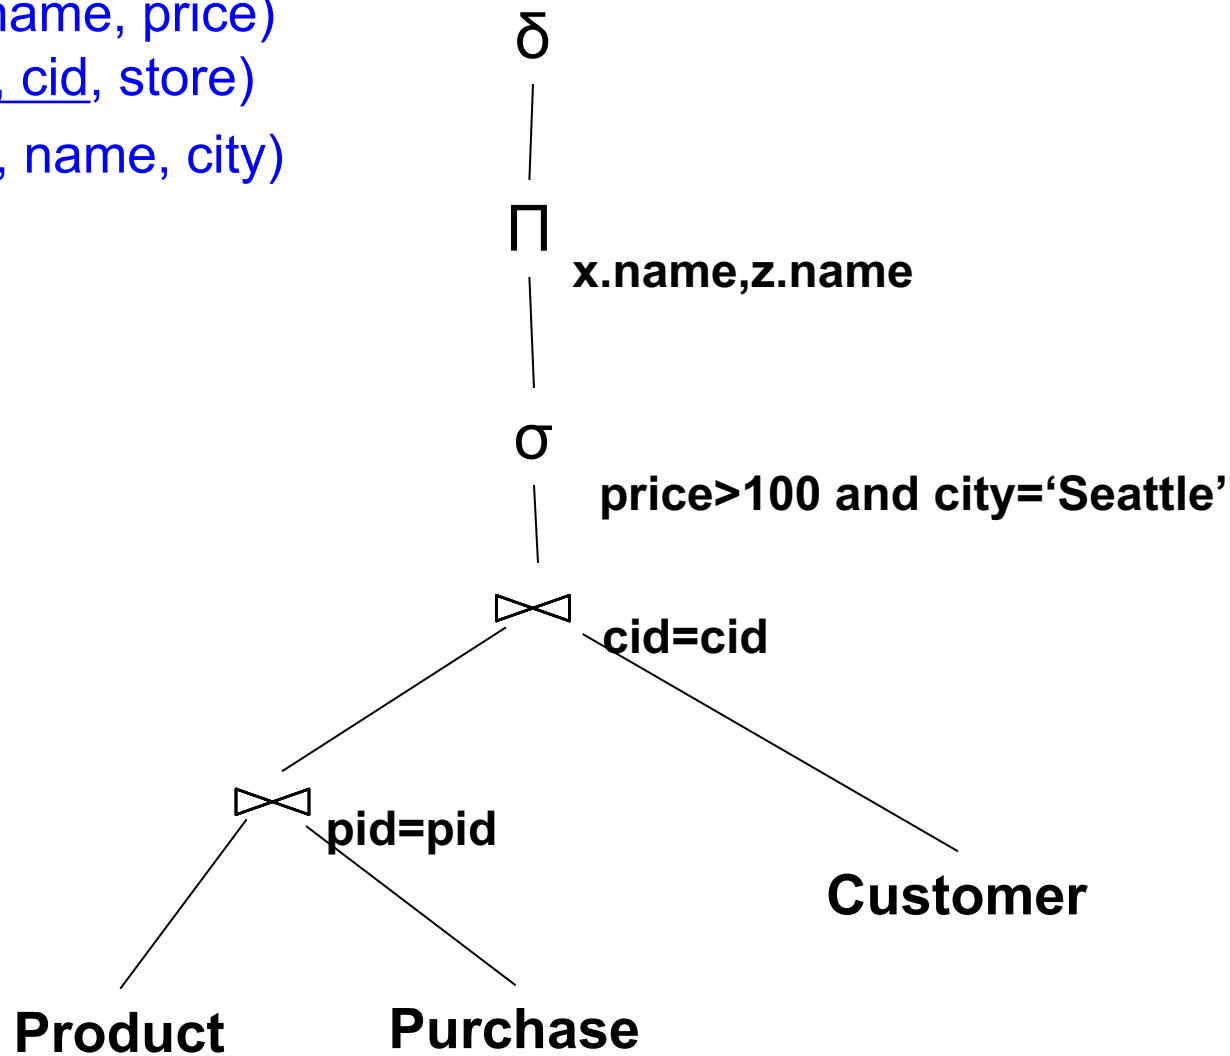 name, price)
, cid, store)
, name, city)
δ
Π
x.name,z.name
σ
price>100 and city=‘Seattle’
cid=cid
pid=pid
Customer
Product Purchase